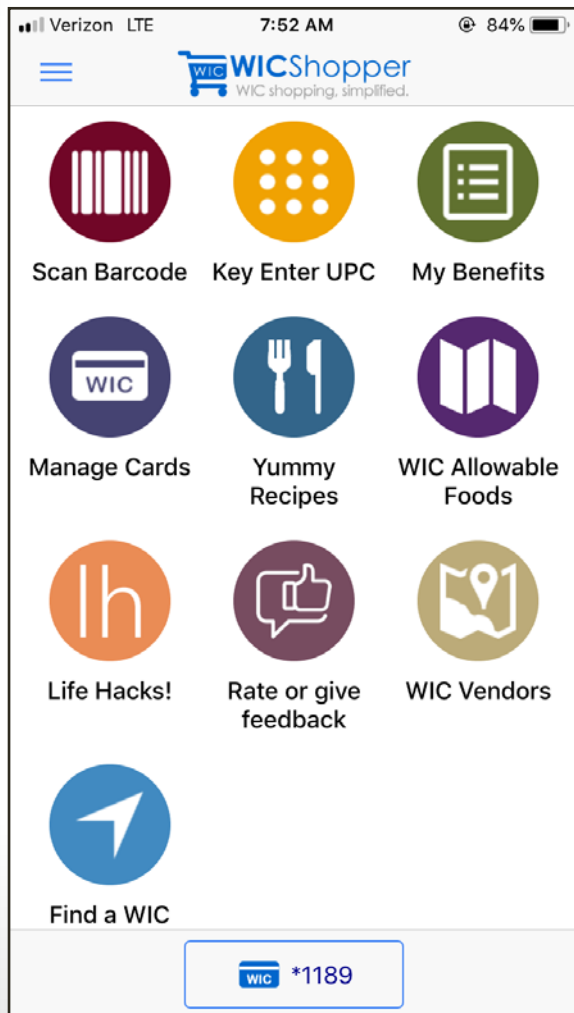 Verizon LTE 7:52 AM 84%
WIC WICShopper
WIC shopping, simplified.
Scan Barcode Key Enter UPC My Benefits
WIC
Manage Cards Yummy WIC Allowable
Recipes Foods
lh
Life Hacks! Rate or give WIC Vendors
feedback
Find a WIC
WIC *1189